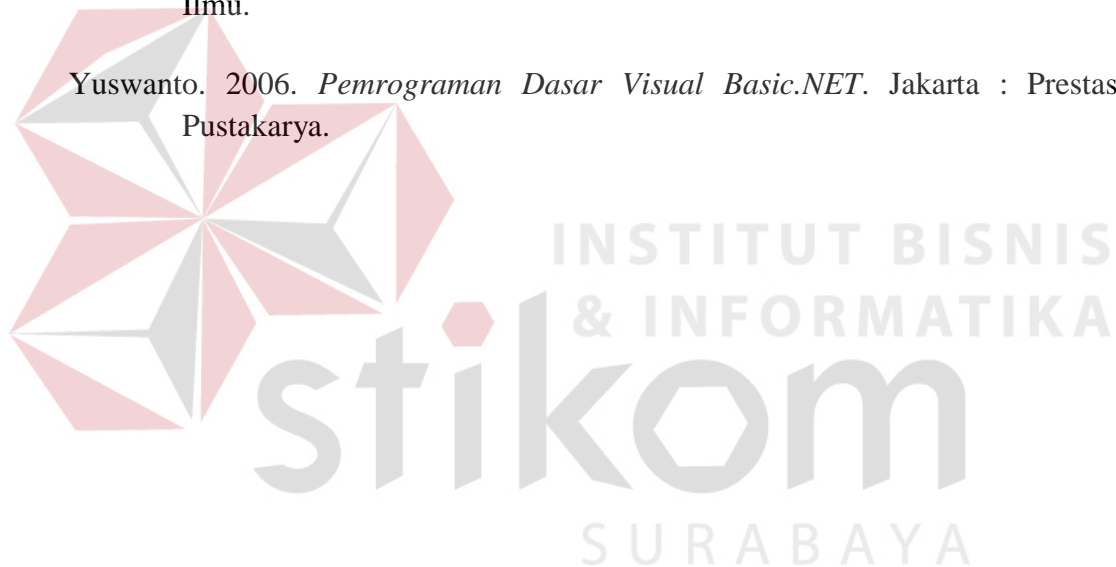 Ilmu.
Yuswanto. 2006. Pemrograman Dasar Visual Basic.NET. Jakarta : Prestas
Pustakarya.
INSTITUT BISNIS
& INFORMATIKA
stikom
SURABAYA